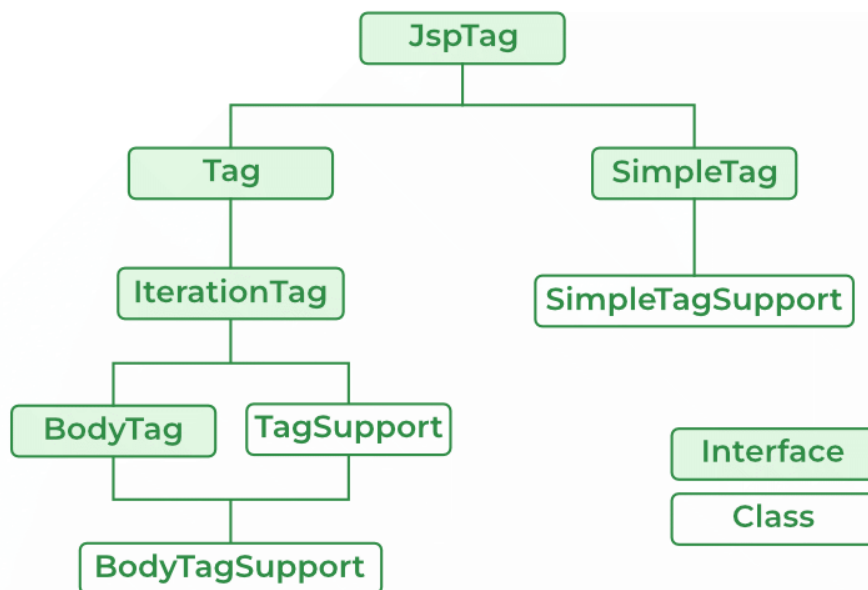 JspTag
Tag
SimpleTag
IterationTag
SimpleTagSupport
BodyTag
TagSupport
Interface
Class
BodyTagSupport